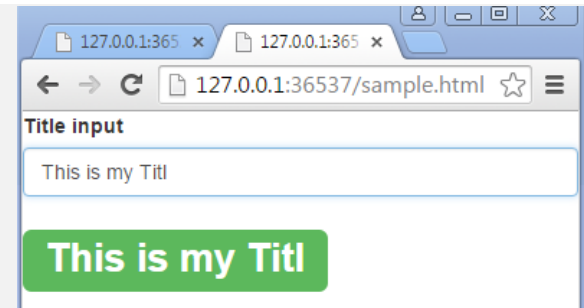 127.0.0.1:365 127.0.0.1:365
127.0.0.1:36537/sample.html
Title input
This is my Titl
This is my Titl